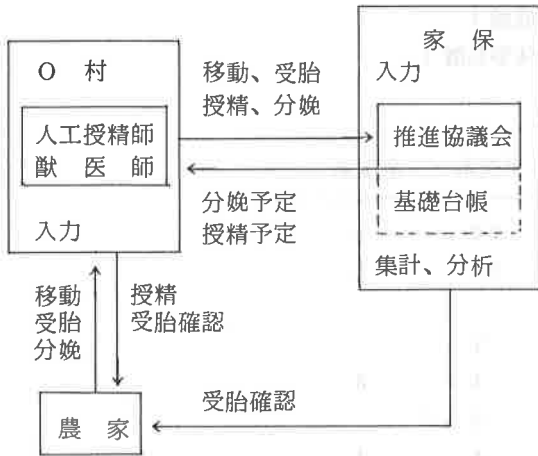 O 村
人工授精師
獣 医 師
入力
移動、受胎
授精、分娩
分娩予定
授精予定
家 保
入力
推進協議会
基礎台帳
集計、分析
移動
受胎
分娩
授精
受胎確認
受胎確認
農 家